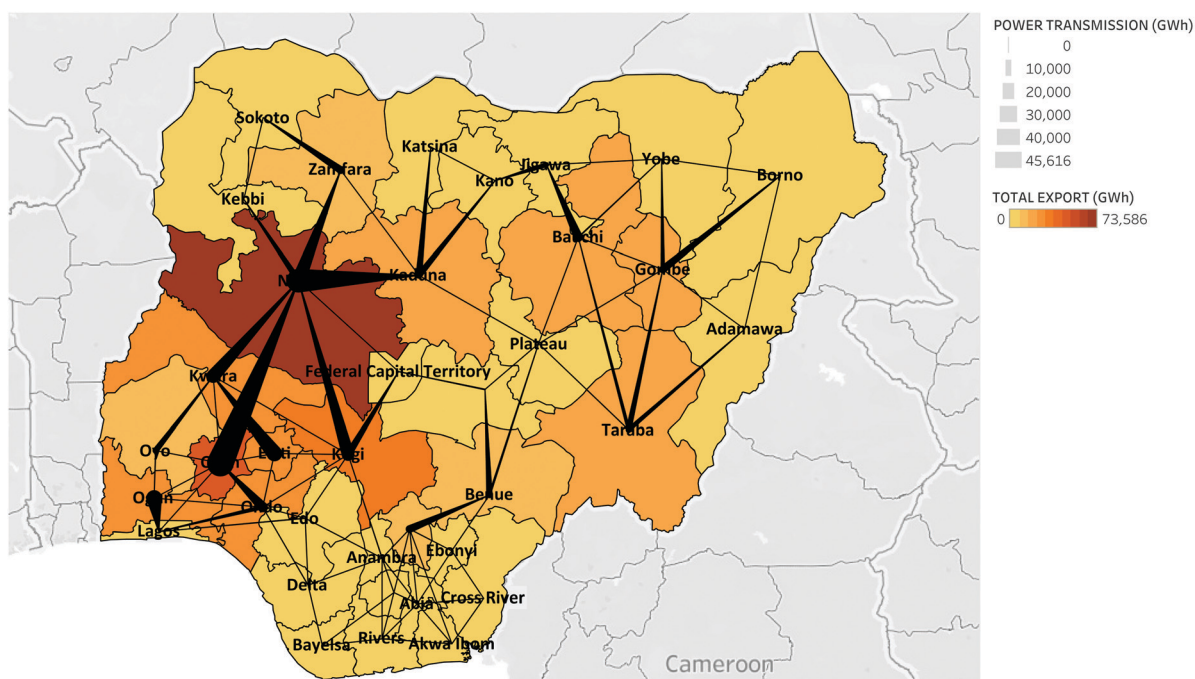 POWER TRANSMISSION (GWh)
0
10,000
20,000
30,000
40,000
45,616
TOTAL EXPORT (GWh)
0 73,586
Sokoto
Katsina
Zamfara
Kano
Jigawa
Yobe
Borno
Kebbi
Bauchi
Kaduna
Gombe
Adamawa
Plateau
Federal Capital Territory
Kwara
Taraba
Oyo
Ekiti
Kogi
Benue
Ogun
Ondo
Edo
Lagos
Anambra
Ebonyi
Delta
Abia
Cross River
Bayelsa
Rivers
Akwa Ibom
Cameroon